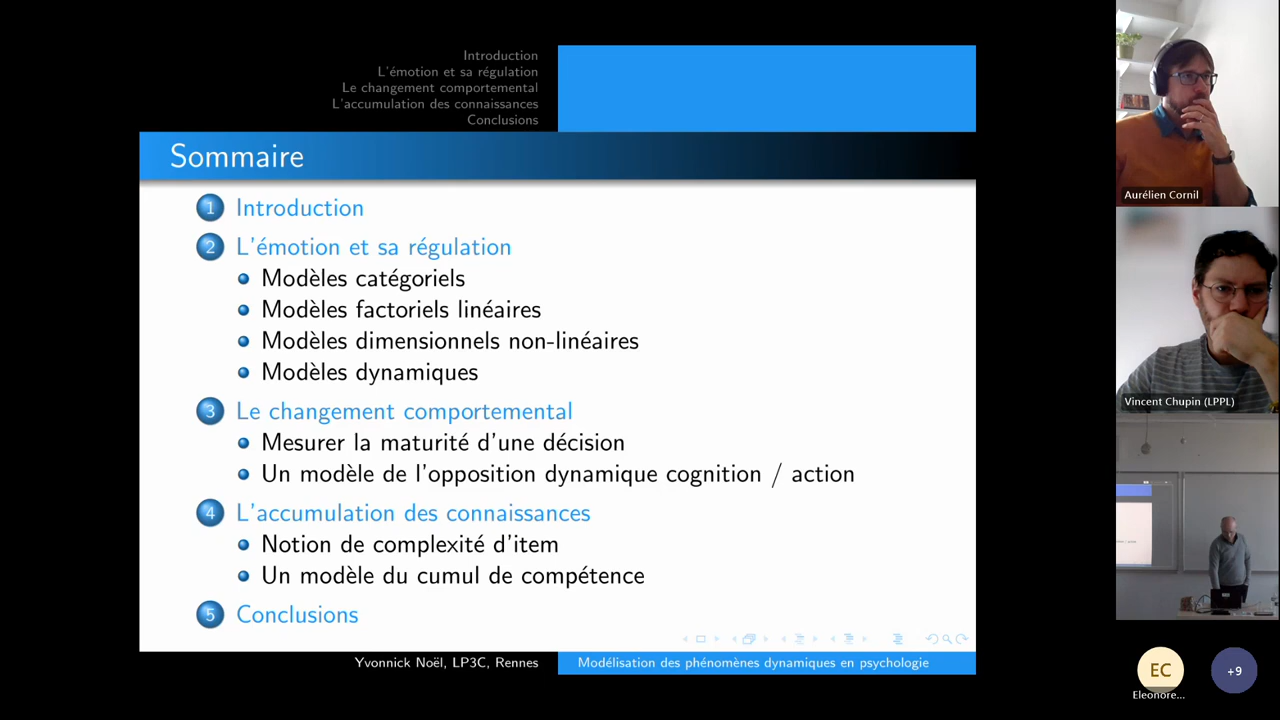 Introduction
L'émotion et sa régulation
Le changement comportemental
L'accumulation des connaissances
Conclusions
Sommaire
1 Introduction
2 L'émotion et sa régulation
Modèles catégoriels
Modèles factoriels linéaires
Modèles dimensionnels non-linéaires
Modèles dynamiques
3 Le changement comportemental
Mesurer la maturité d'une décision
Un modèle de l'opposition dynamique cognition / action
4 L'accumulation des connaissances
Notion de complexité d'item
Un modèle du cumul de compétence
5 Conclusions
Yvonnick Noël, LP3C, Rennes
Modélisation des phénomènes dynamiques en psychologie
Aurélien Cornil
Vincent Chupin (LPPL)
EC
Eleonore...
+9